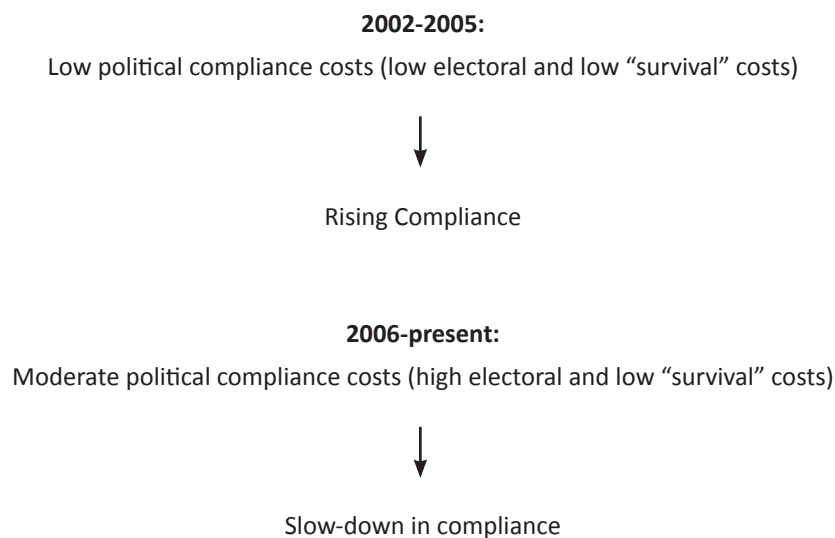 2002-2005:
Low political compliance costs (low electoral and low “survival” costs)
Rising Compliance
2006-present:
Moderate political compliance costs (high electoral and low “survival” costs)
Slow-down in compliance